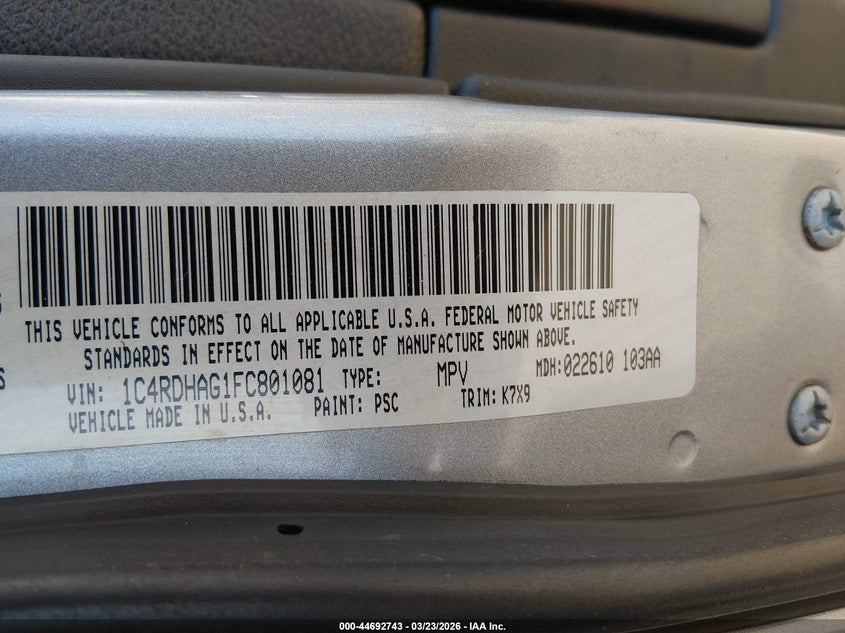 S
THIS VEHICLE CONFORMS TO ALL APPLICABLE U.S.A. FEDERAL MOTOR VEHICLE SAFETY
STANDARDS IN EFFECT ON THE DATE OF MANUFACTURE SHOWN ABOVE.
S
VIN: 1C4RDHAG1FC801081 TYPE: MPV MDH:022610 103AA
VEHICLE MADE IN U.S.A. PAINT: PSC TRIM: K7X9
000-44692743 - 03/23/2026 - IAA Inc.